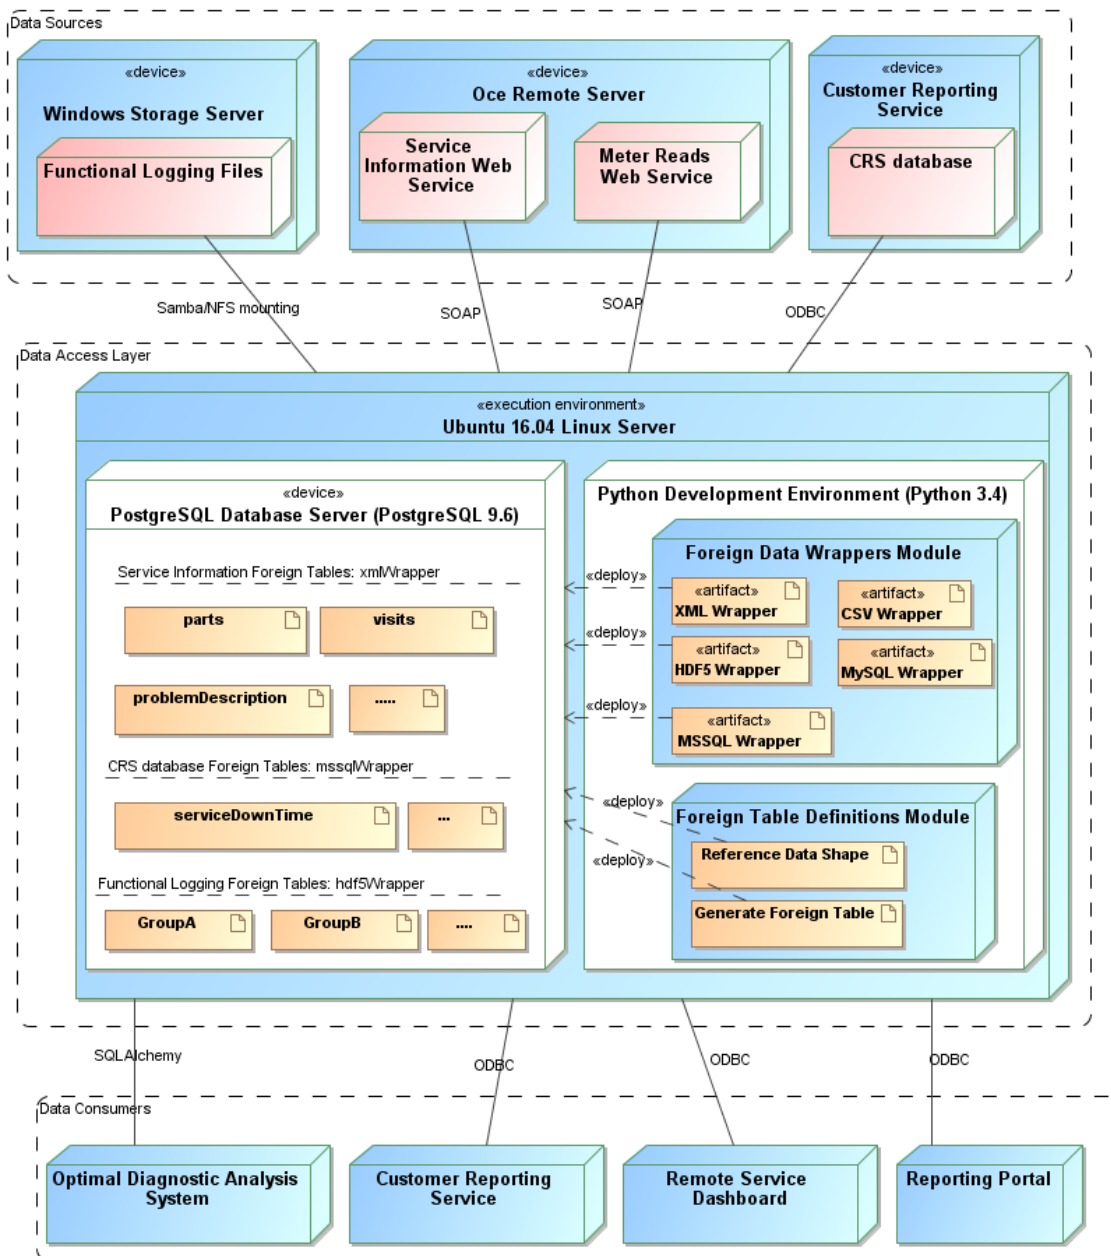 Data Sources
«device»
Windows Storage Server
Functional Logging Files
«device»
Oce Remote Server
Service
Information Web
Service
Meter Reads
Web Service
«device»
Customer Reporting
Service
CRS database
Samba/NFS mounting
SOAP
SOAP
ODBC
Data Access Layer
«execution environment»
Ubuntu 16.04 Linux Server
«device»
PostgreSQL Database Server (PostgreSQL 9.6)
Service Information Foreign Tables: xmlWrapper
parts
visits
problemDescription
.....
CRS database Foreign Tables: mssqlWrapper
serviceDownTime
...
Functional Logging Foreign Tables: hdf5Wrapper
GroupA
GroupB
....
Python Development Environment (Python 3.4)
Foreign Data Wrappers Module
«deploy»
«artifact»
XML Wrapper
«artifact»
CSV Wrapper
«deploy»
«artifact»
HDF5 Wrapper
«artifact»
MySQL Wrapper
«deploy»
«artifact»
MSSQL Wrapper
«deploy»
Foreign Table Definitions Module
Reference Data Shape
«deploy»
Generate Foreign Table
SQLAlchemy
ODBC
ODBC
ODBC
Data Consumers
Optimal Diagnostic Analysis
System
Customer Reporting
Service
Remote Service
Dashboard
Reporting Portal